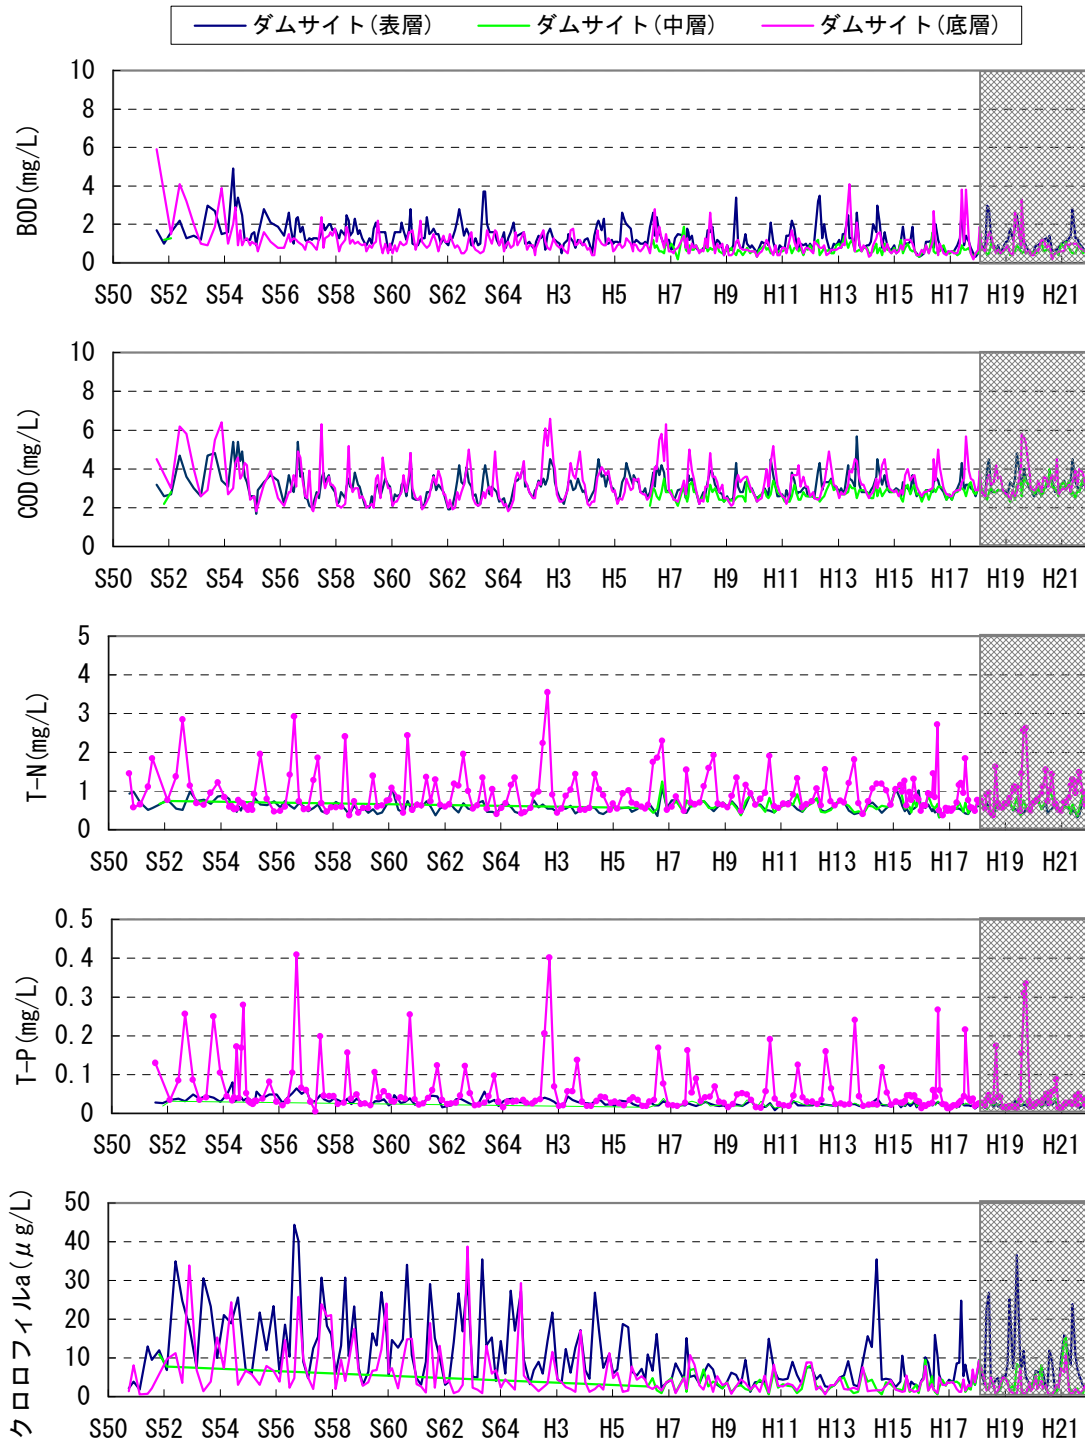 ダムサイト(表層) ダムサイト(中層) ダムサイト(底層)
BOD(mg/L)
10
8
6
4
2
0
S50 S52 S54 S56 S58 S60 S62 S64 H3 H5 H7 H9 H11 H13 H15 H17 H19 H21
COD(mg/L)
10
8
6
4
2
0
S50 S52 S54 S56 S58 S60 S62 S64 H3 H5 H7 H9 H11 H13 H15 H17 H19 H21
T-N(mg/L)
5
4
3
2
1
0
S50 S52 S54 S56 S58 S60 S62 S64 H3 H5 H7 H9 H11 H13 H15 H17 H19 H21
T-P(mg/L)
0.5
0.4
0.3
0.2
0.1
0
S50 S52 S54 S56 S58 S60 S62 S64 H3 H5 H7 H9 H11 H13 H15 H17 H19 H21
クロロフィルa(μg/L)
50
40
30
20
10
0
S50 S52 S54 S56 S58 S60 S62 S64 H3 H5 H7 H9 H11 H13 H15 H17 H19 H21